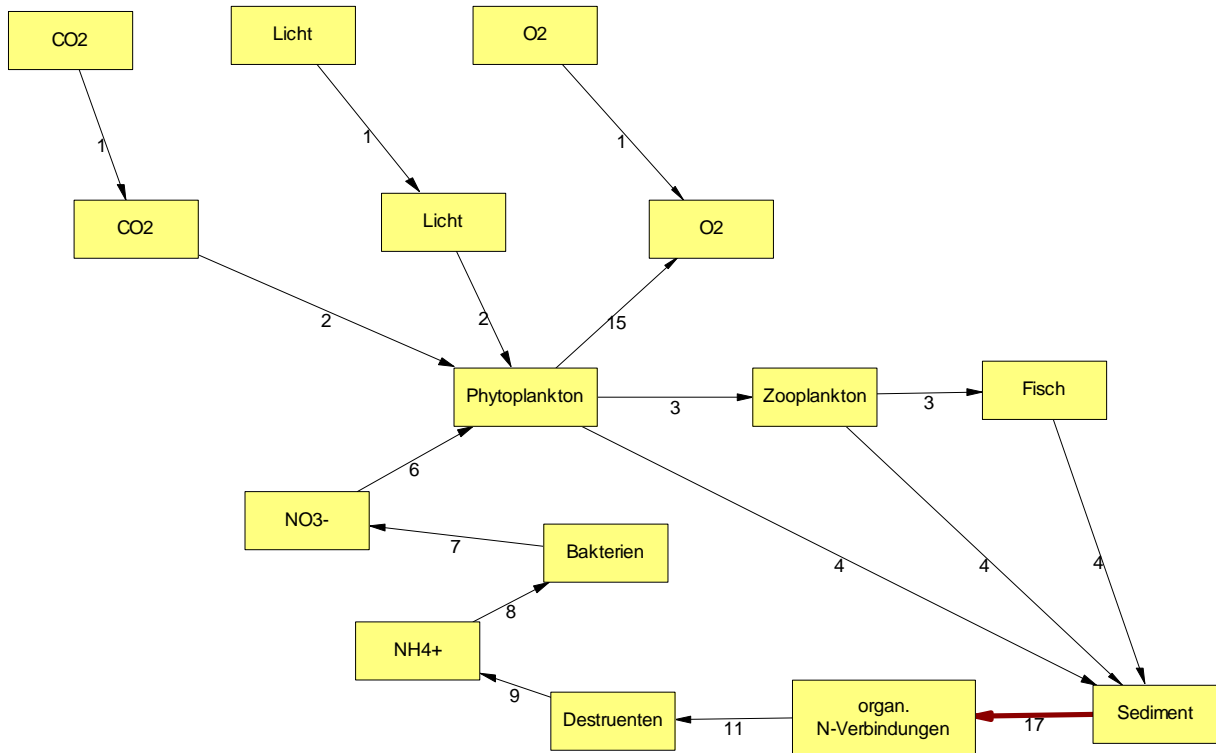 CO2
Licht
O2
1
1
1
CO2
Licht
O2
2
2
15
Phytoplankton
3
Zooplankton
3
Fisch
6
NO3-
7
Bakterien
4
4
4
8
NH4+
9
Destruenten
11
organ.
N-Verbindungen
17
Sediment